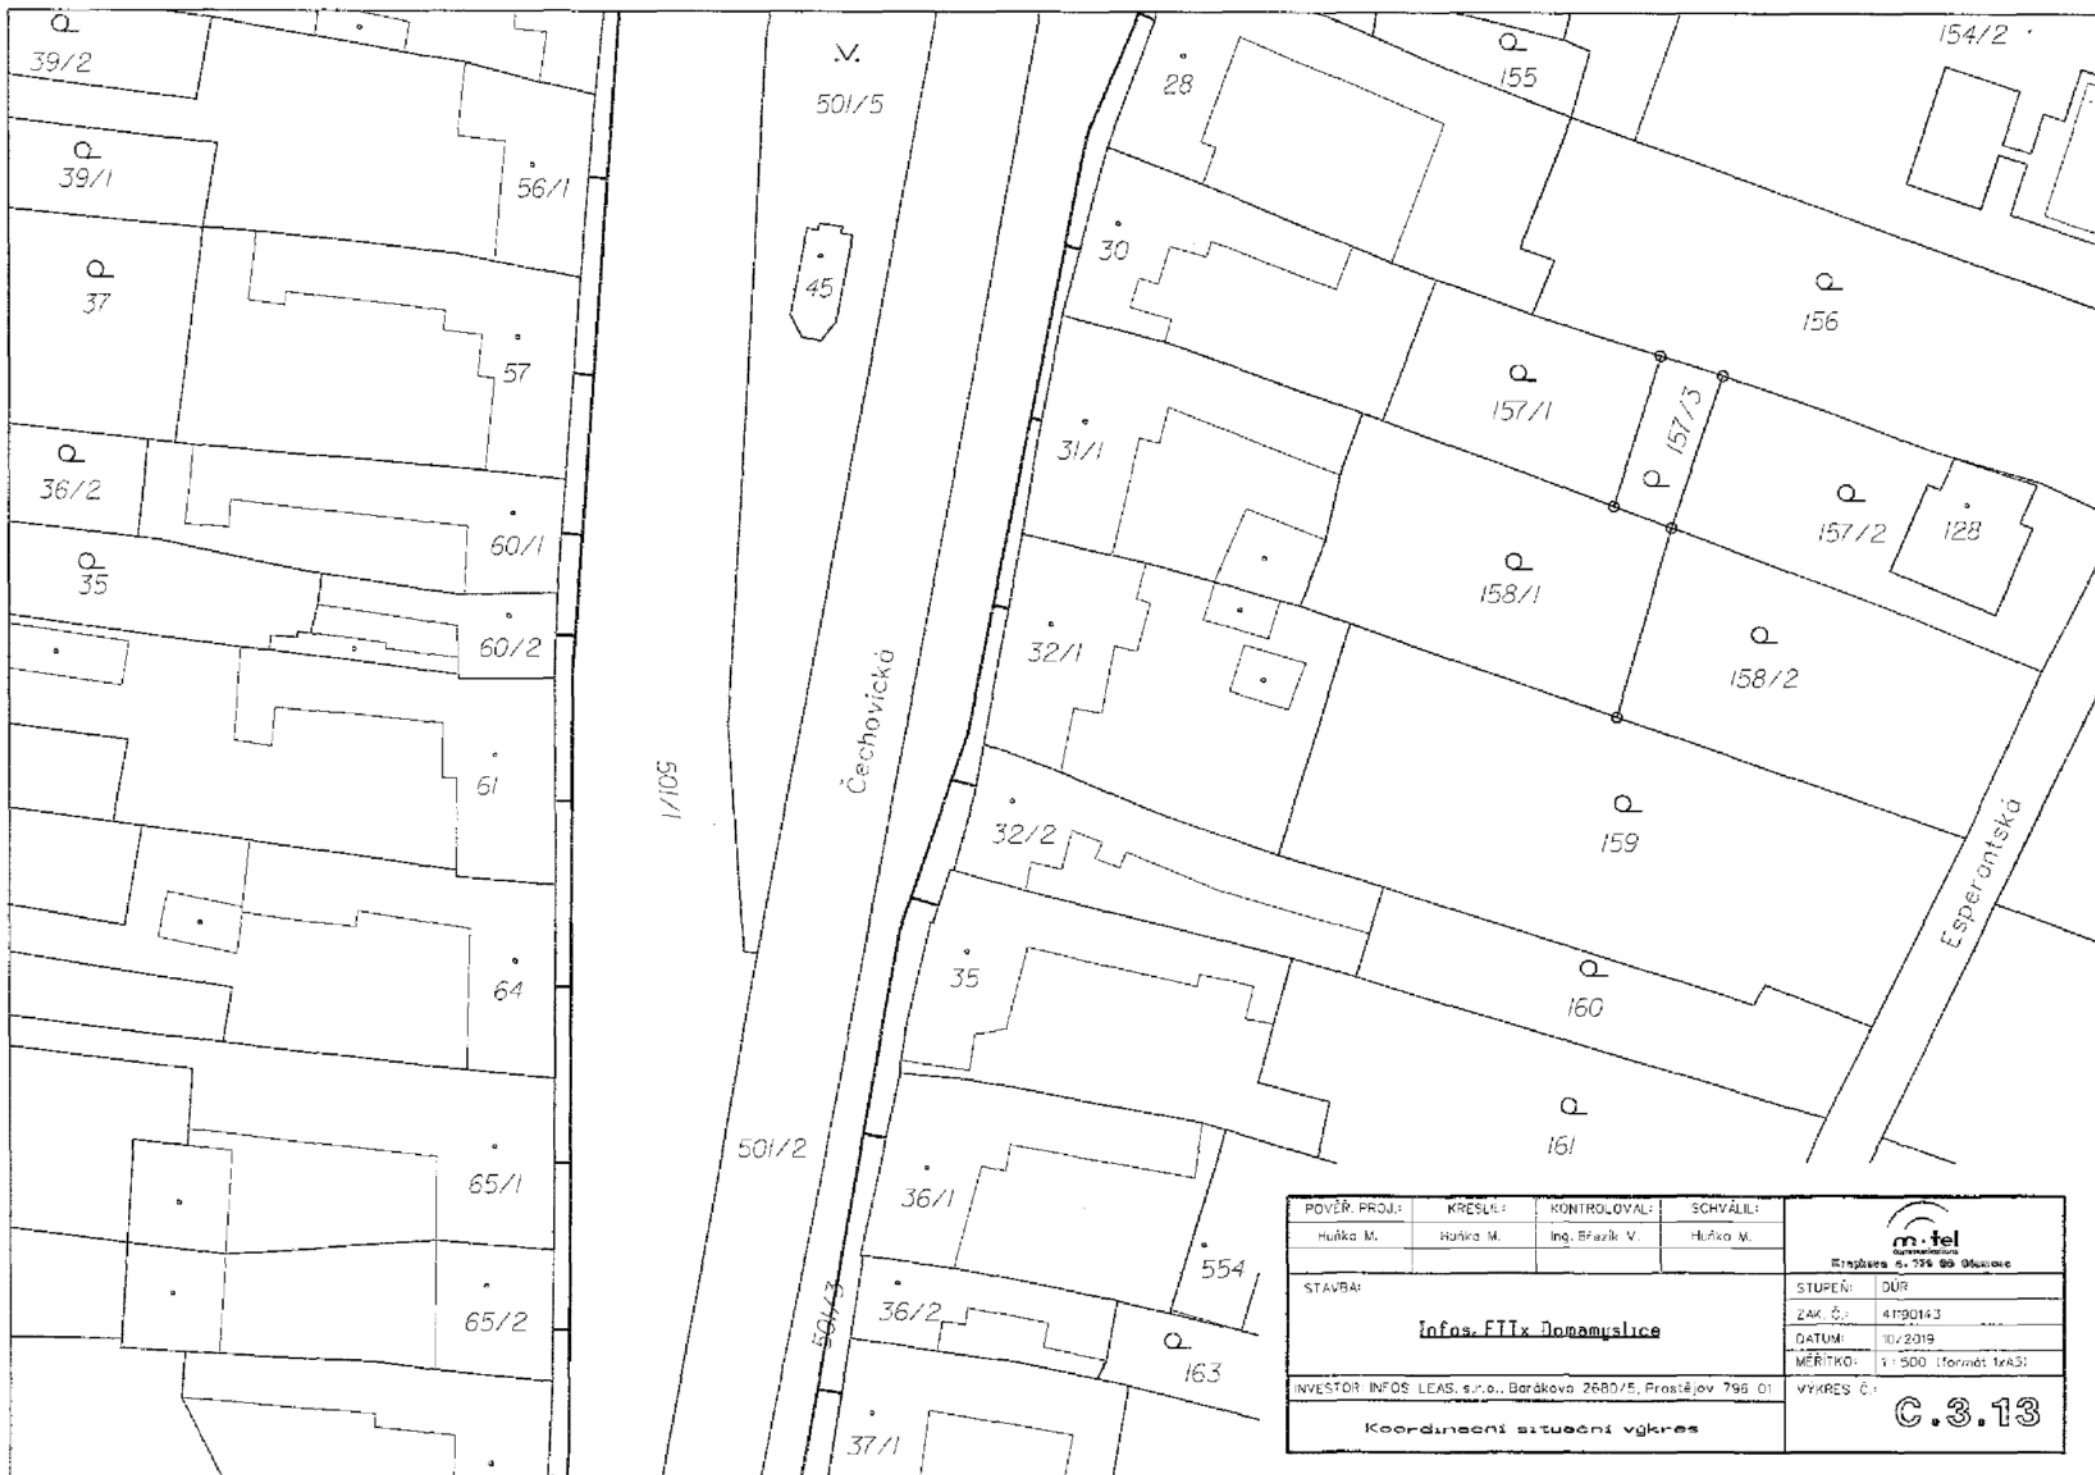 39/2
501/5
28
155
154/2
39/1
56/1
30
37
45
156
57
157/1
157/3
31/1
36/2
60/1
157/2
128
35
158/1
60/2
32/1
158/2
Čechovická
61
501/1
32/2
159
Esperantská
64
35
160
501/2
161
65/1
36/1
554
65/2
501/3
36/2
163
37/1
POVĚR. PROJ.: KRESLIL: KONTROLOVAL: SCHVÁLIL:
Huňka M. Huňka M. Ing. Březík V. Huňka M.
m·tel
communications
STAVBA:
Infos, FTTx Domamyslice
STUPEŇ: DÚR
ZAK. Č.: 41190143
DATUM: 10/2019
MĚŘÍTKO: 1:500 (formát 1xA3)
INVESTOR: INFOS LEAS, s.r.o., Barákova 2680/5, Prostějov 796 01
VÝKRES Č.:
C.3.13
Koordinační situační výkres